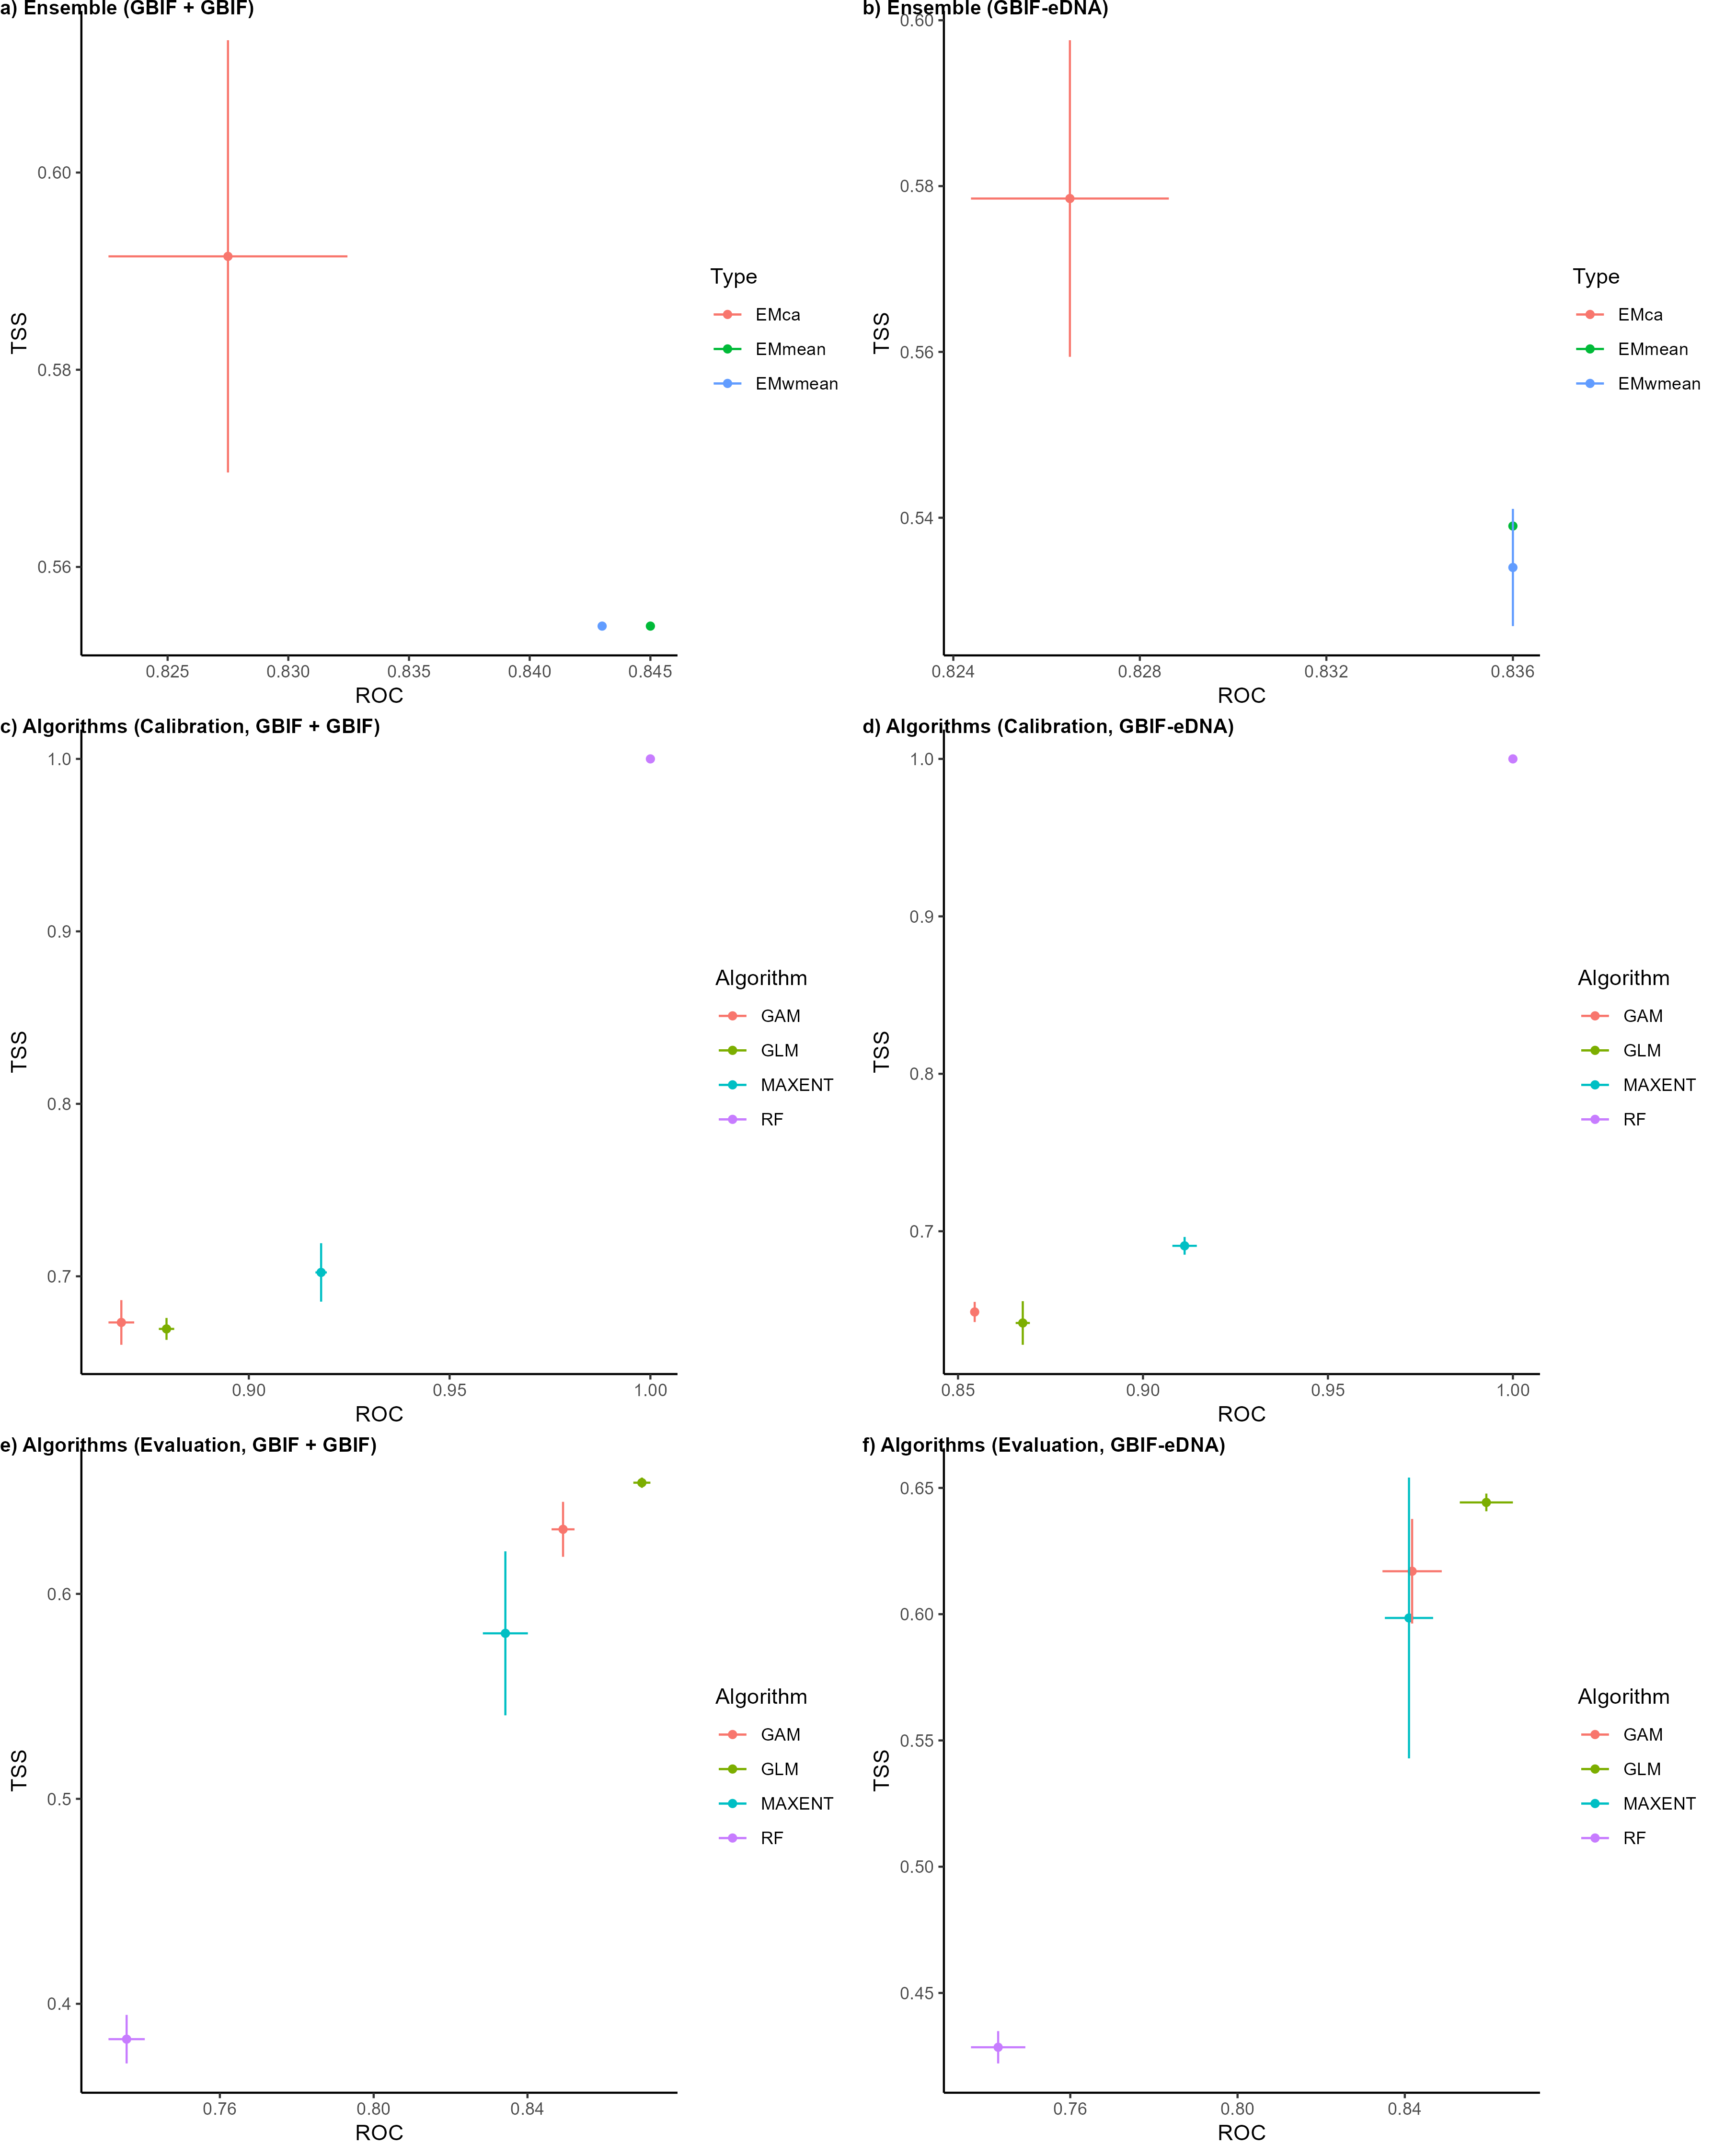 a) Ensemble (GBIF + GBIF)
TSS
0.60
0.58
0.56
0.825
0.830
0.835
0.840
0.845
ROC
Type
EMca
EMmean
EMwmean
b) Ensemble (GBIF-eDNA)
TSS
0.60
0.58
0.56
0.54
0.824
0.828
0.832
0.836
ROC
Type
EMca
EMmean
EMwmean
c) Algorithms (Calibration, GBIF + GBIF)
TSS
1.0
0.9
0.8
0.7
0.90
0.95
1.00
ROC
Algorithm
GAM
GLM
MAXENT
RF
d) Algorithms (Calibration, GBIF-eDNA)
TSS
1.0
0.9
0.8
0.7
0.85
0.90
0.95
1.00
ROC
Algorithm
GAM
GLM
MAXENT
RF
e) Algorithms (Evaluation, GBIF + GBIF)
TSS
0.6
0.5
0.4
0.76
0.80
0.84
ROC
Algorithm
GAM
GLM
MAXENT
RF
f) Algorithms (Evaluation, GBIF-eDNA)
TSS
0.65
0.60
0.55
0.50
0.45
0.76
0.80
0.84
ROC
Algorithm
GAM
GLM
MAXENT
RF